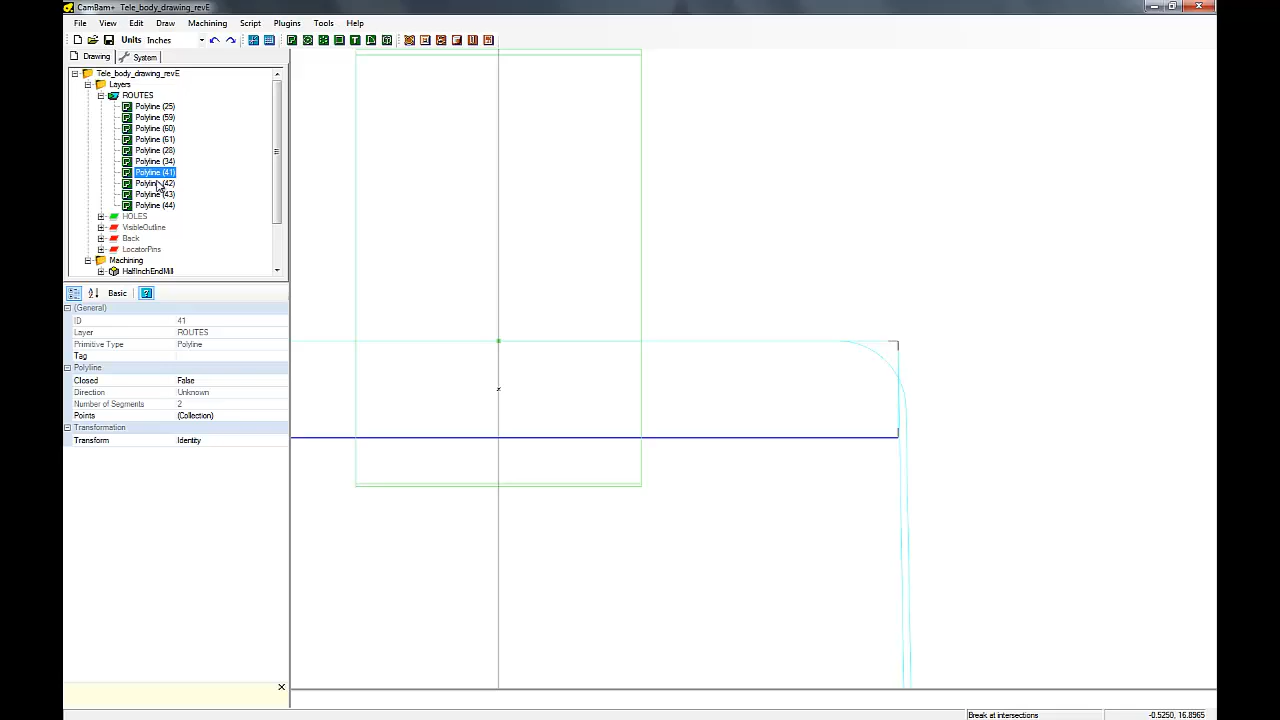 CamBam+ Tele_body_drawing_revE
File View Edit Draw Machining Script Plugins Tools Help
Units Inches
Drawing System
Tele_body_drawing_revE
Layers
ROUTES
Polyline (25)
Polyline (59)
Polyline (60)
Polyline (61)
Polyline (28)
Polyline (34)
Polyline (41)
Polyline (42)
Polyline (43)
Polyline (44)
HOLES
VisibleOutline
Back
LocatorPins
Machining
HalfInchEndMill
Basic
(General)
ID 41
Layer ROUTES
Primitive Type Polyline
Tag
Polyline
Closed False
Direction Unknown
Number of Segments 2
Points (Collection)
Transformation
Transform Identity
Break at intersections -0.5250, 16.8965